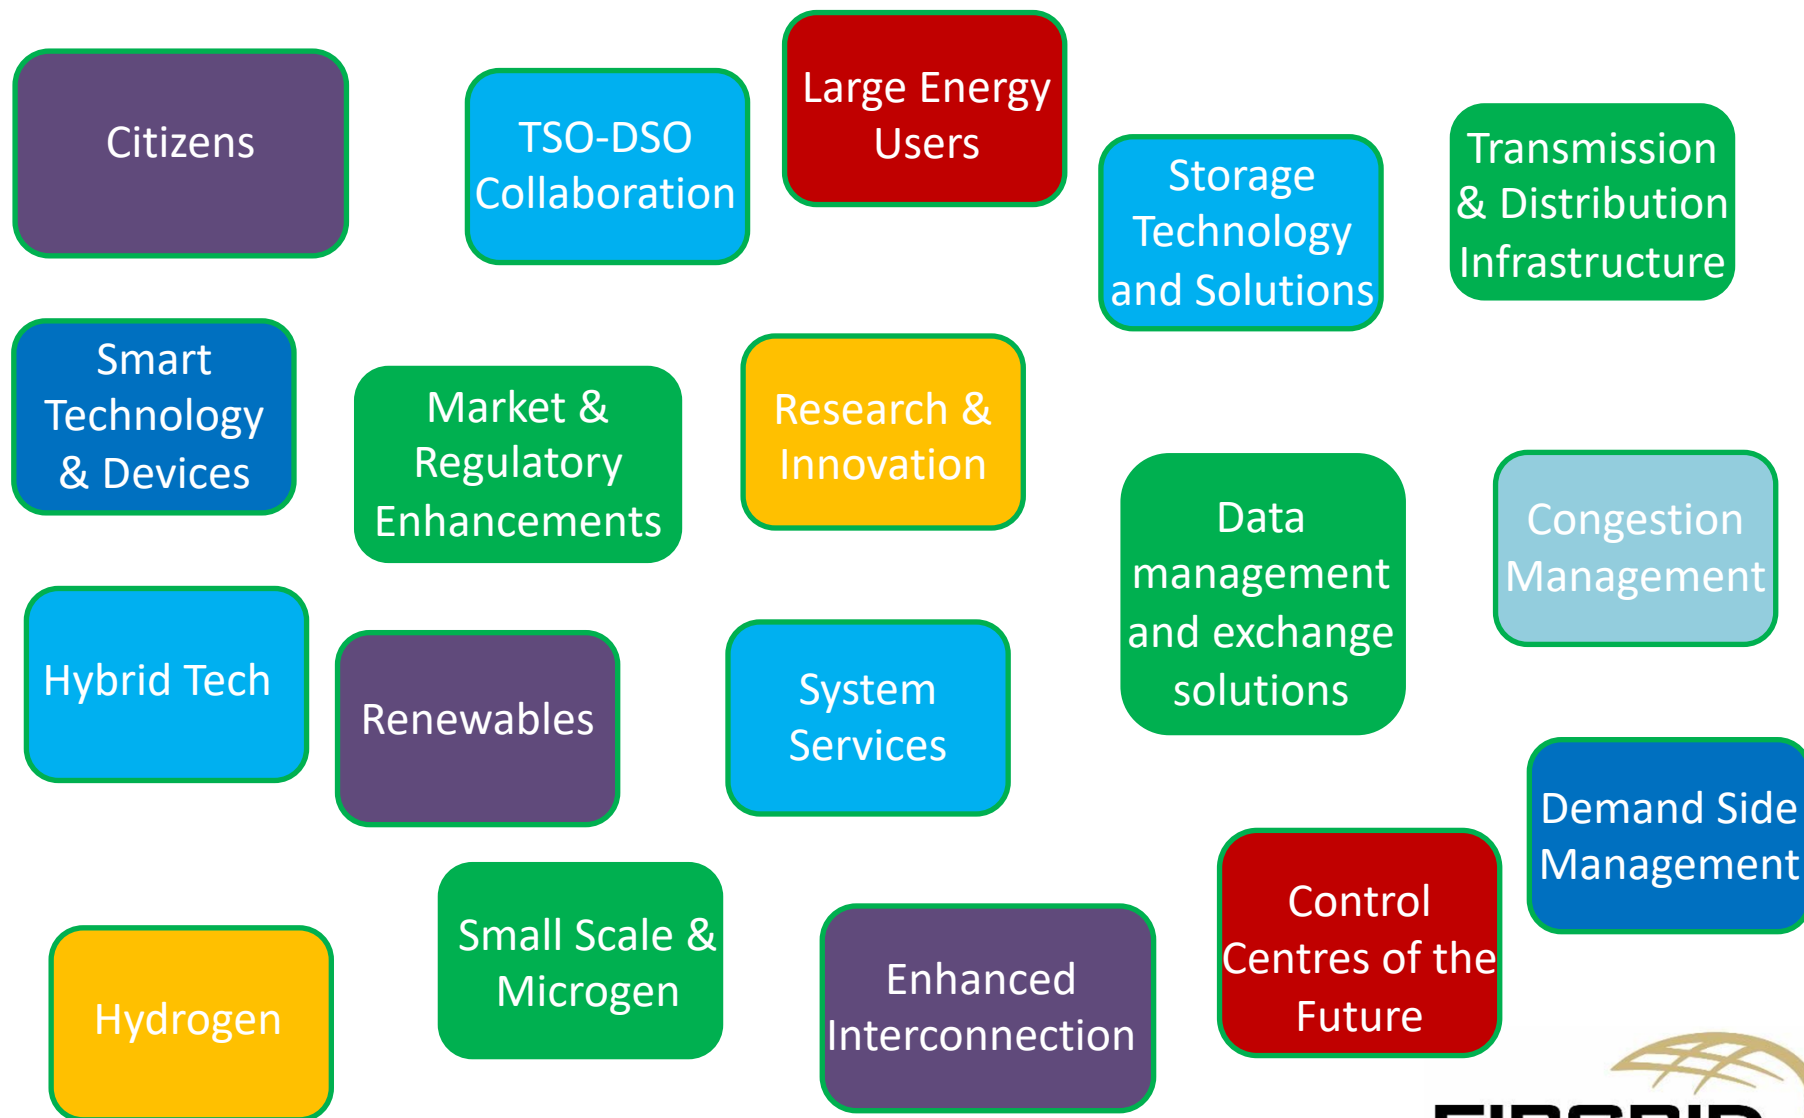 Citizens
TSO-DSO
Collaboration
Large Energy
Users
Storage
Technology
and Solutions
Transmission
& Distribution
Infrastructure
Smart
Technology
& Devices
Market &
Regulatory
Enhancements
Research &
Innovation
Data
management
and exchange
solutions
Congestion
Management
Hybrid Tech
Renewables
System
Services
Demand Side
Management
Hydrogen
Small Scale &
Microgen
Enhanced
Interconnection
Control
Centres of the
Future